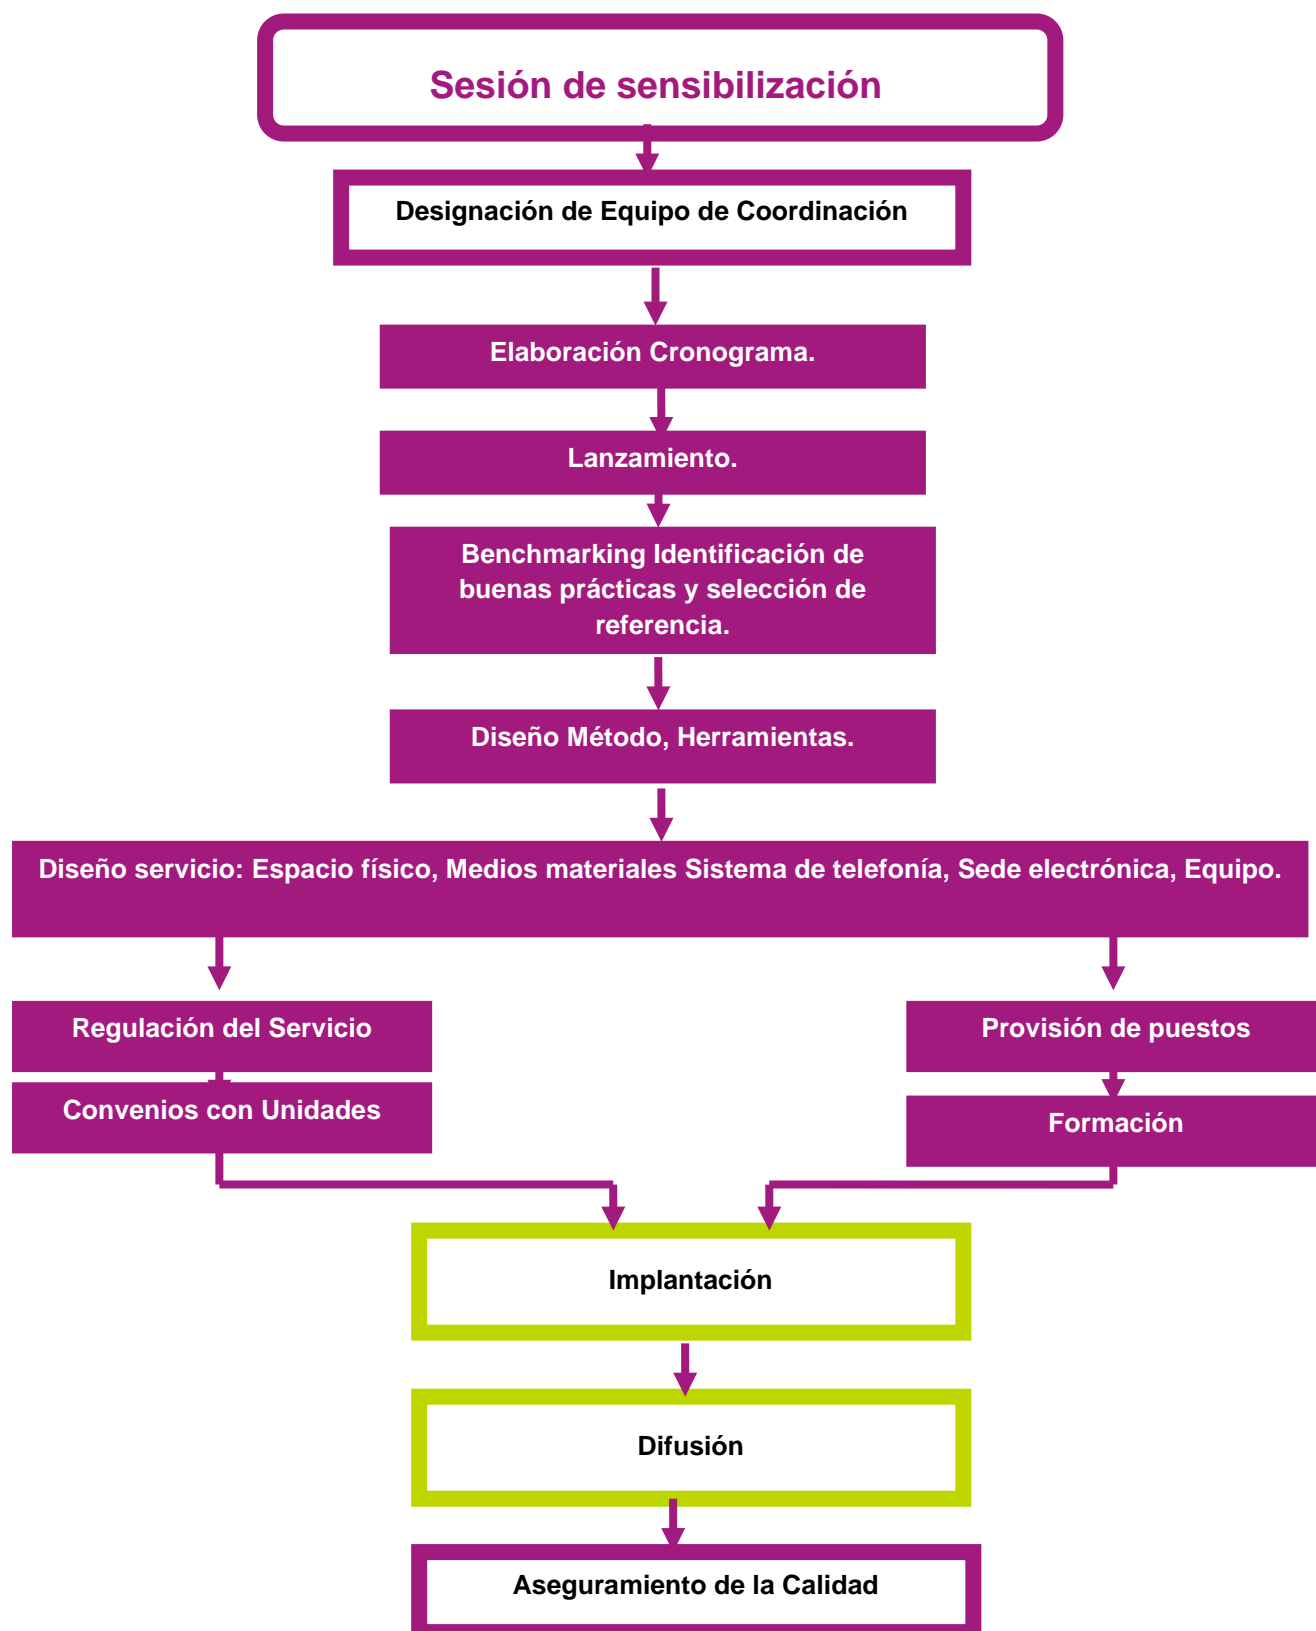 Sesión de sensibilización
Designación de Equipo de Coordinación
Elaboración Cronograma.
Lanzamiento.
Benchmarking Identificación de
buenas prácticas y selección de
referencia.
Diseño Método, Herramientas.
Diseño servicio: Espacio físico, Medios materiales Sistema de telefonía, Sede electrónica, Equipo.
Regulación del Servicio
Provisión de puestos
Convenios con Unidades
Formación
Implantación
Difusión
Aseguramiento de la Calidad